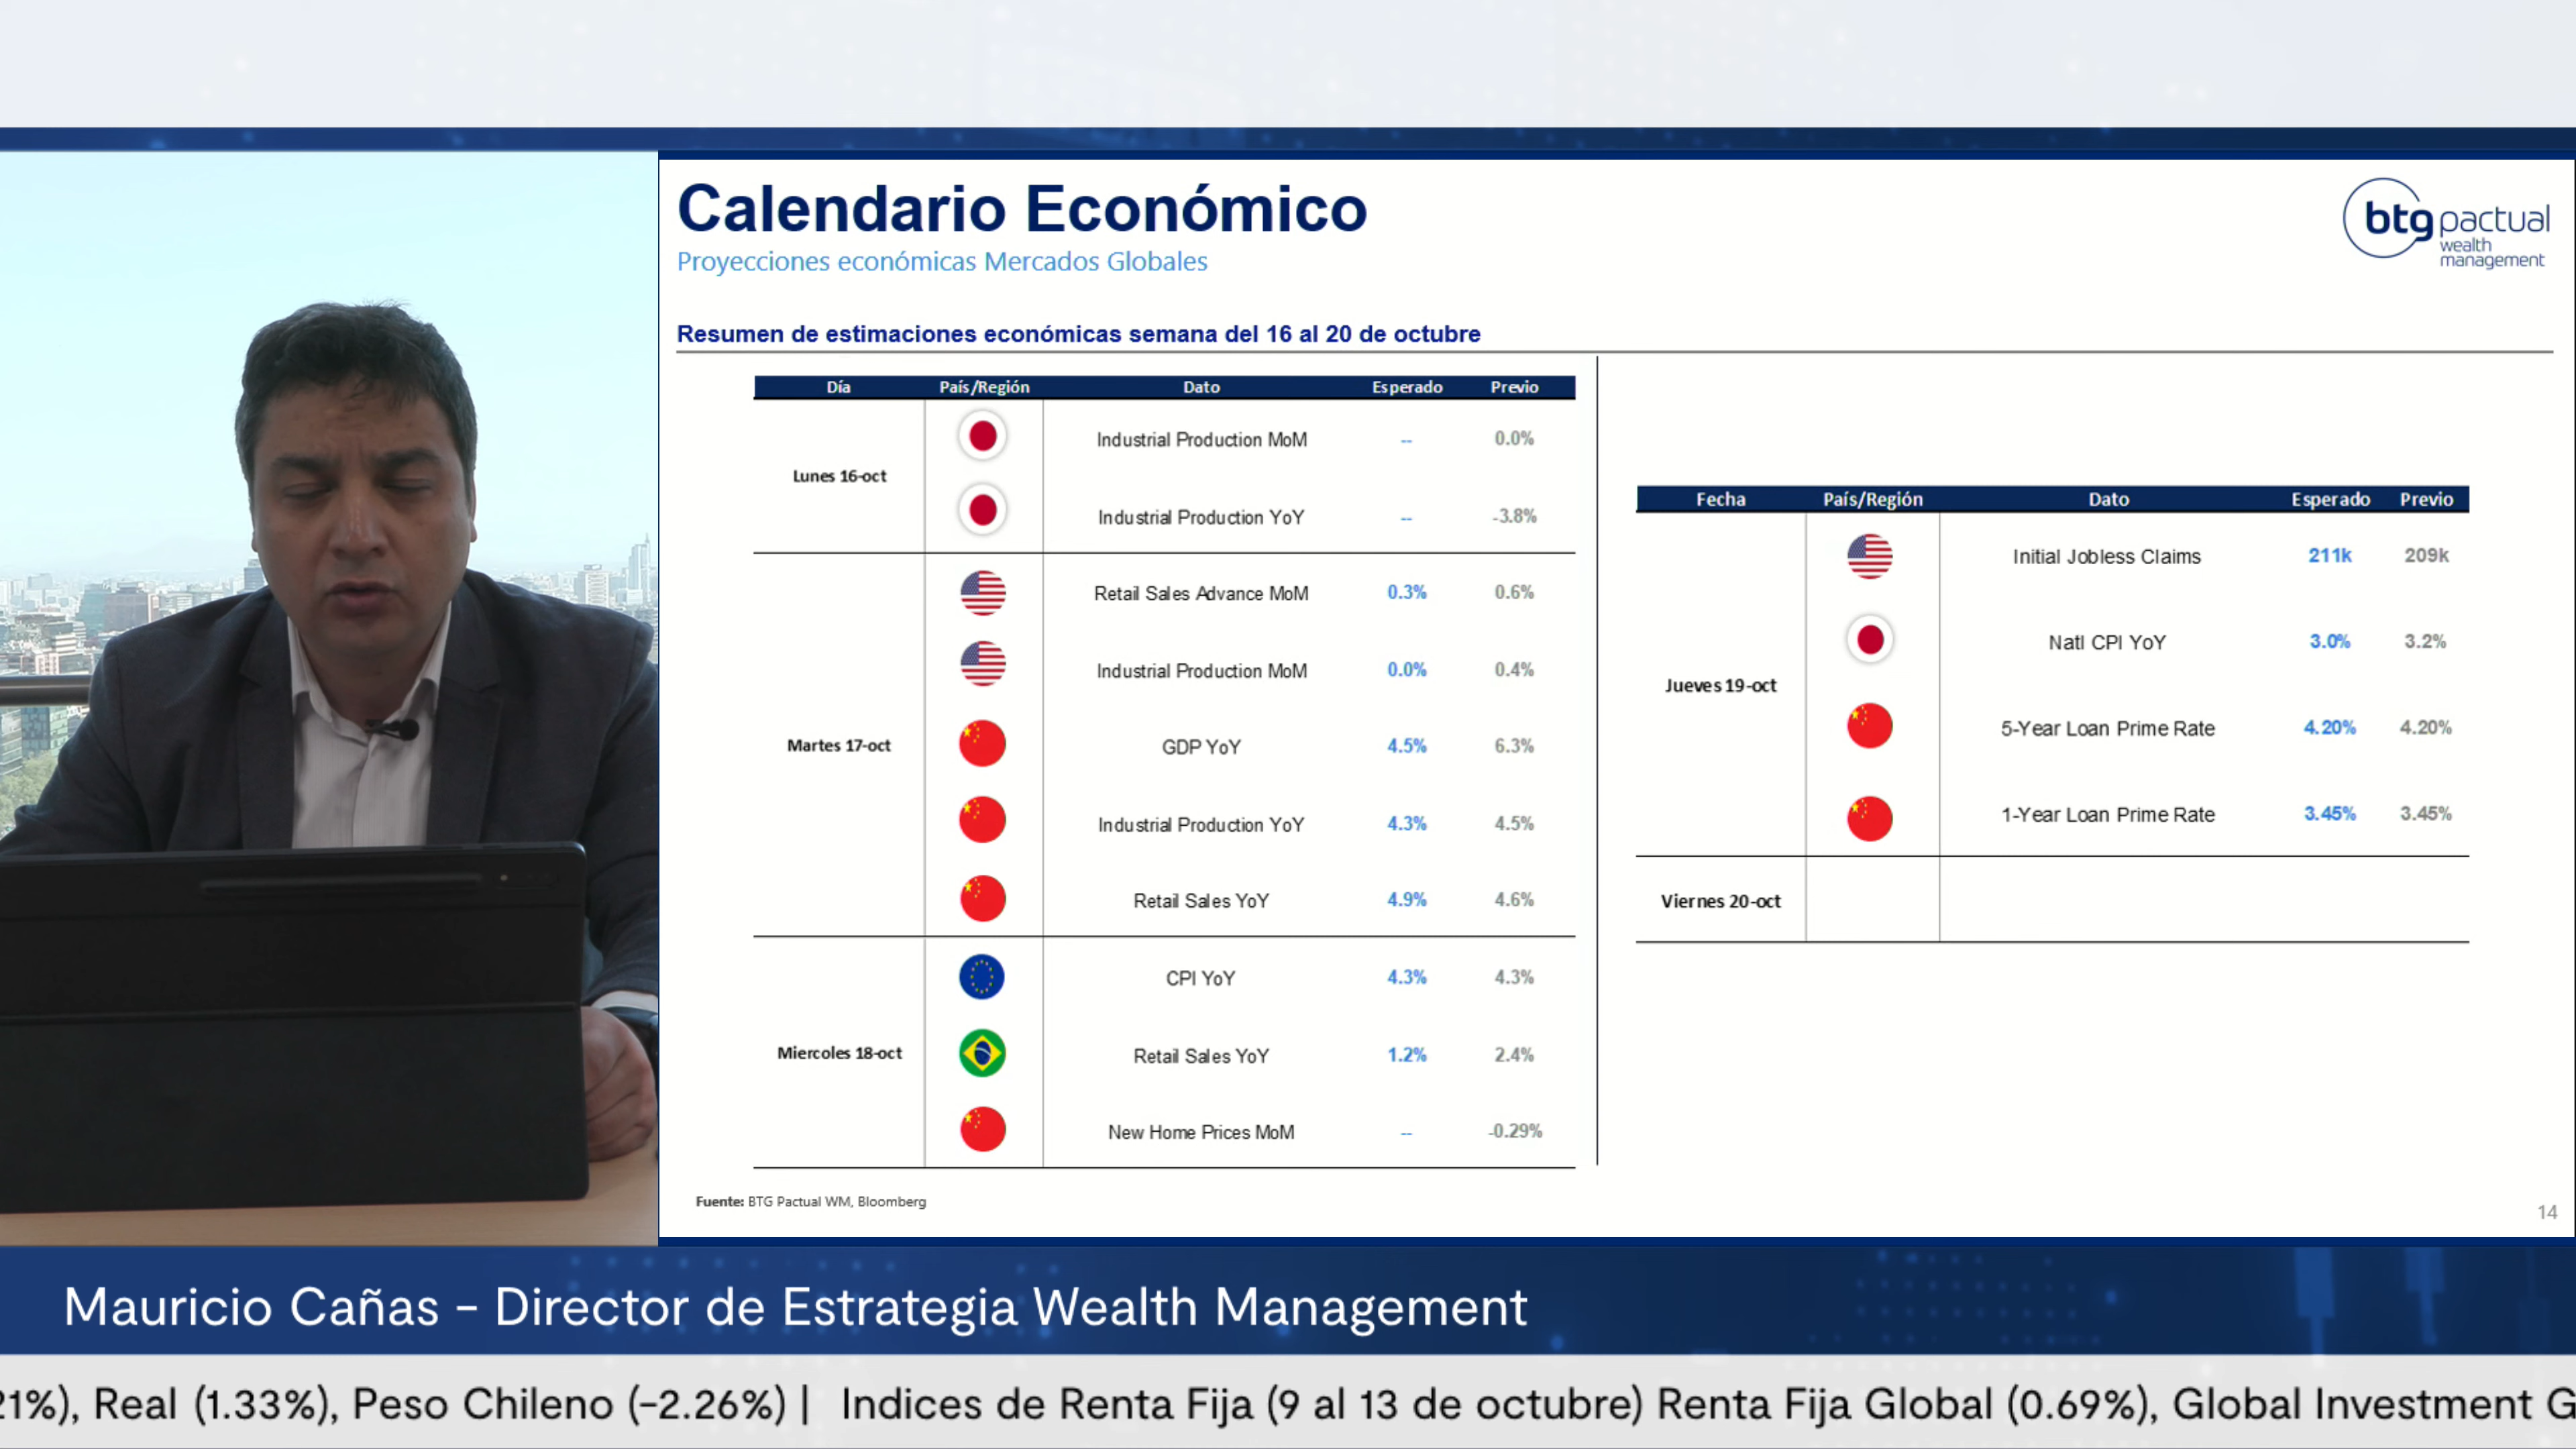 Calendario Económico
Proyecciones económicas Mercados Globales
btg pactual
wealth
management
Resumen de estimaciones económicas semana del 16 al 20 de octubre
Día País/Región Dato Esperado Previo
Lunes 16-oct
Industrial Production MoM -- 0.0%
Industrial Production YoY -- -3.8%
Martes 17-oct
Retail Sales Advance MoM 0.3% 0.6%
Industrial Production MoM 0.0% 0.4%
GDP YoY 4.5% 6.3%
Industrial Production YoY 4.3% 4.5%
Retail Sales YoY 4.9% 4.6%
Miercoles 18-oct
CPI YoY 4.3% 4.3%
Retail Sales YoY 1.2% 2.4%
New Home Prices MoM -- -0.29%
Fecha País/Región Dato Esperado Previo
Jueves 19-oct
Initial Jobless Claims 211k 209k
Natl CPI YoY 3.0% 3.2%
5-Year Loan Prime Rate 4.20% 4.20%
1-Year Loan Prime Rate 3.45% 3.45%
Viernes 20-oct
Fuente: BTG Pactual WM, Bloomberg
14
Mauricio Cañas - Director de Estrategia Wealth Management
21%), Real (1.33%), Peso Chileno (-2.26%) | Indices de Renta Fija (9 al 13 de octubre) Renta Fija Global (0.69%), Global Investment G